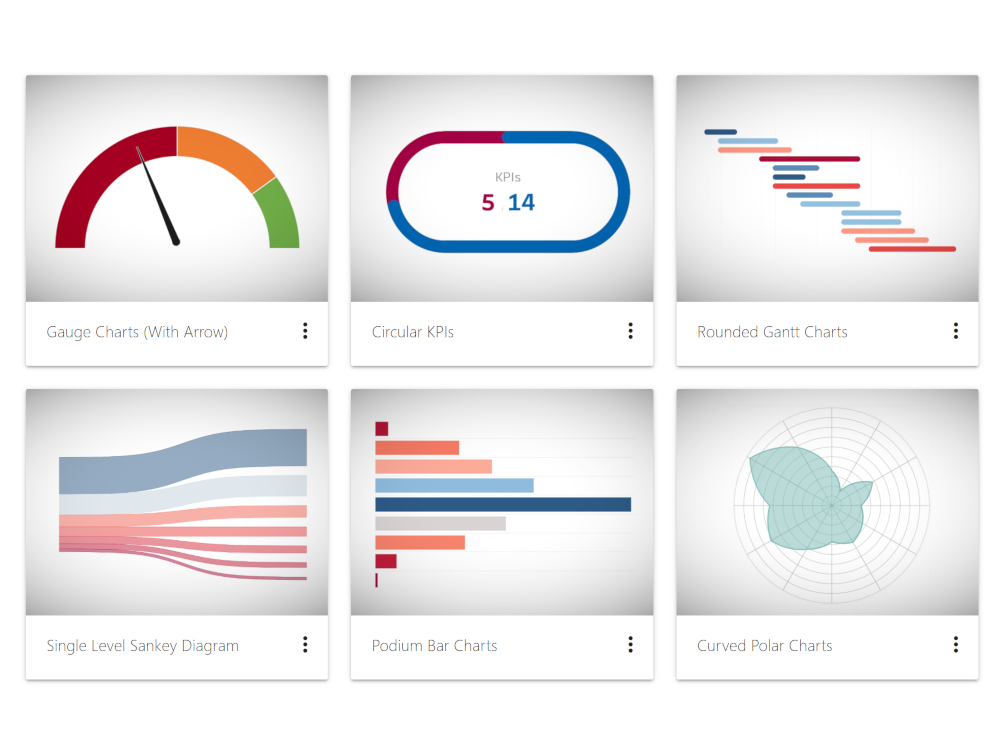 KPIs
5 14
Gauge Charts (With Arrow)
Circular KPIs
Rounded Gantt Charts
Single Level Sankey Diagram
Podium Bar Charts
Curved Polar Charts